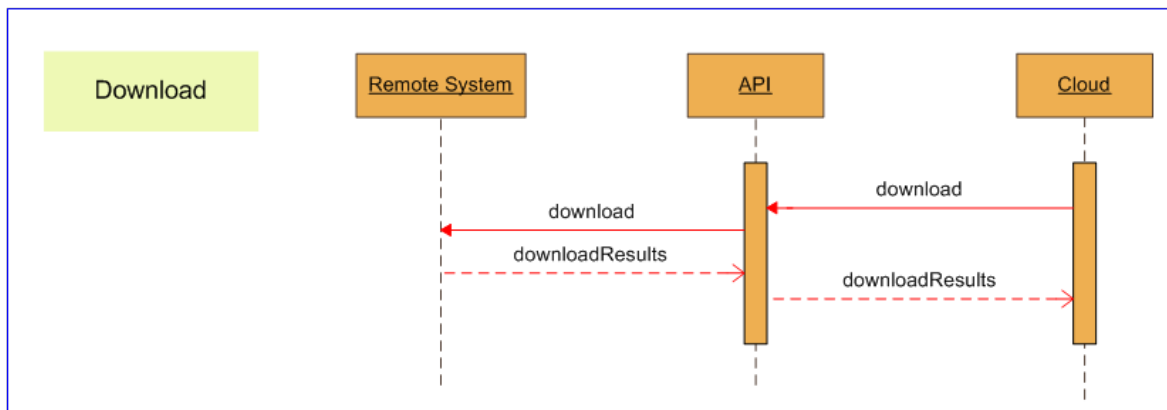 Download
Remote System
API
Cloud
download
download
downloadResults
downloadResults